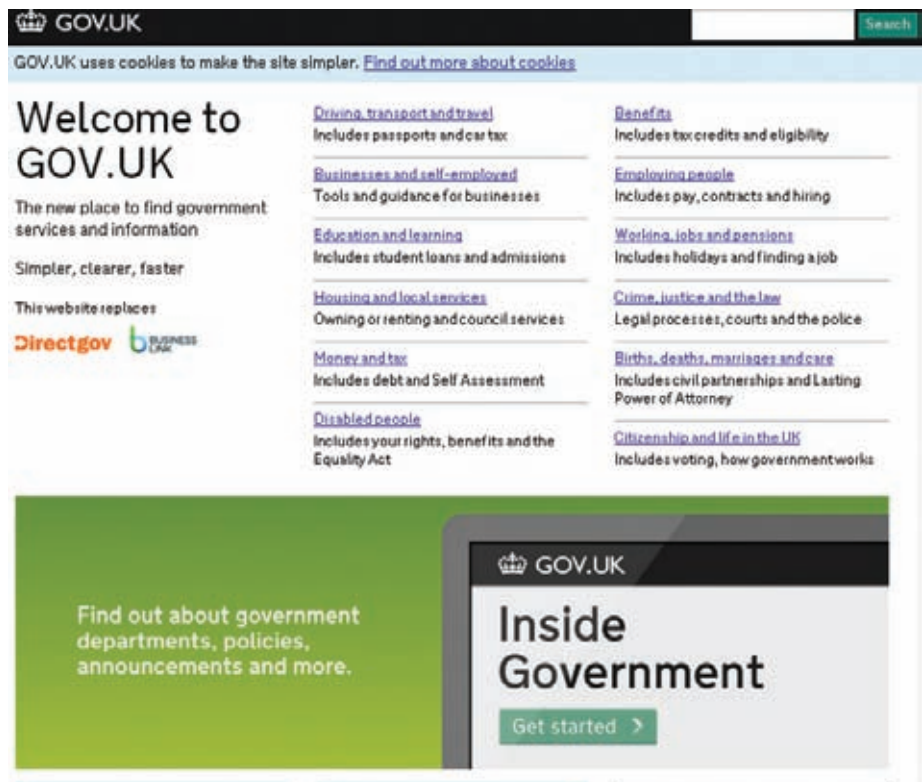 GOV.UK
Search
GOV.UK uses cookies to make the site simpler. Find out more about cookies
Welcome to
GOV.UK
The new place to find government
services and information
Simpler, clearer, faster
This website replaces
Directgov BUSINESS
LINK
Driving, transport and travel
Includes passports and car tax
Businesses and self-employed
Tools and guidance for businesses
Education and learning
Includes student loans and admissions
Housing and local services
Owning or renting and council services
Money and tax
Includes debt and Self Assessment
Disabled people
Includes your rights, benefits and the
Equality Act
Benefits
Includes tax credits and eligibility
Employing people
Includes pay, contracts and hiring
Working, jobs and pensions
Includes holidays and finding a job
Crime, justice and the law
Legal processes, courts and the police
Births, deaths, marriages and care
Includes civil partnerships and Lasting
Power of Attorney
Citizenship and life in the UK
Includes voting, how government works
Find out about government
departments, policies,
announcements and more.
GOV.UK
Inside
Government
Get started